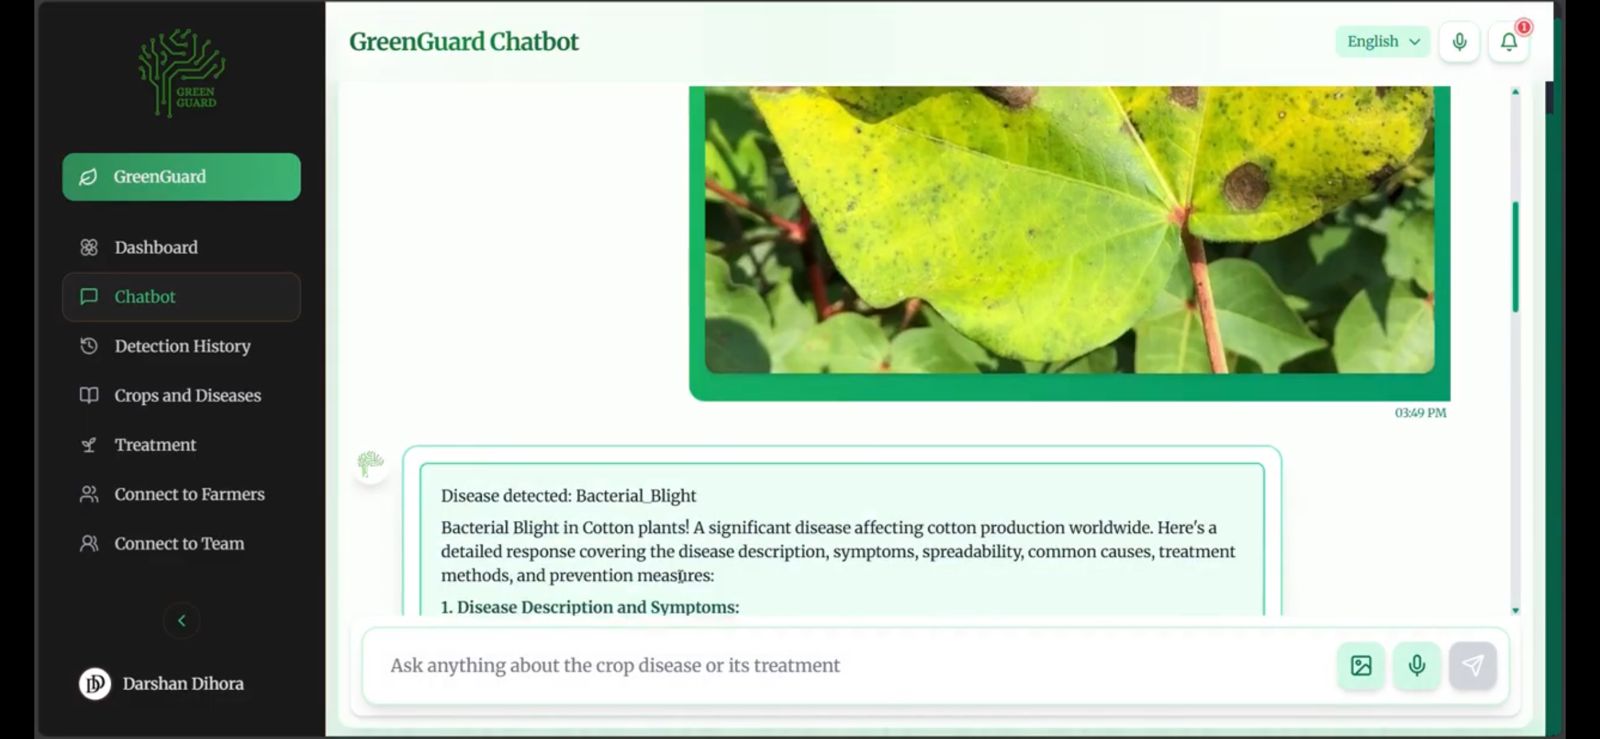 GREEN
GUARD
GreenGuard
Dashboard
Chatbot
Detection History
Crops and Diseases
Treatment
Connect to Farmers
Connect to Team
DD
Darshan Dihora
GreenGuard Chatbot
English
1
03:49 PM
Disease detected: Bacterial_Blight
Bacterial Blight in Cotton plants! A significant disease affecting cotton production worldwide. Here's a
detailed response covering the disease description, symptoms, spreadability, common causes, treatment
methods, and prevention measures:
1. Disease Description and Symptoms:
Ask anything about the crop disease or its treatment